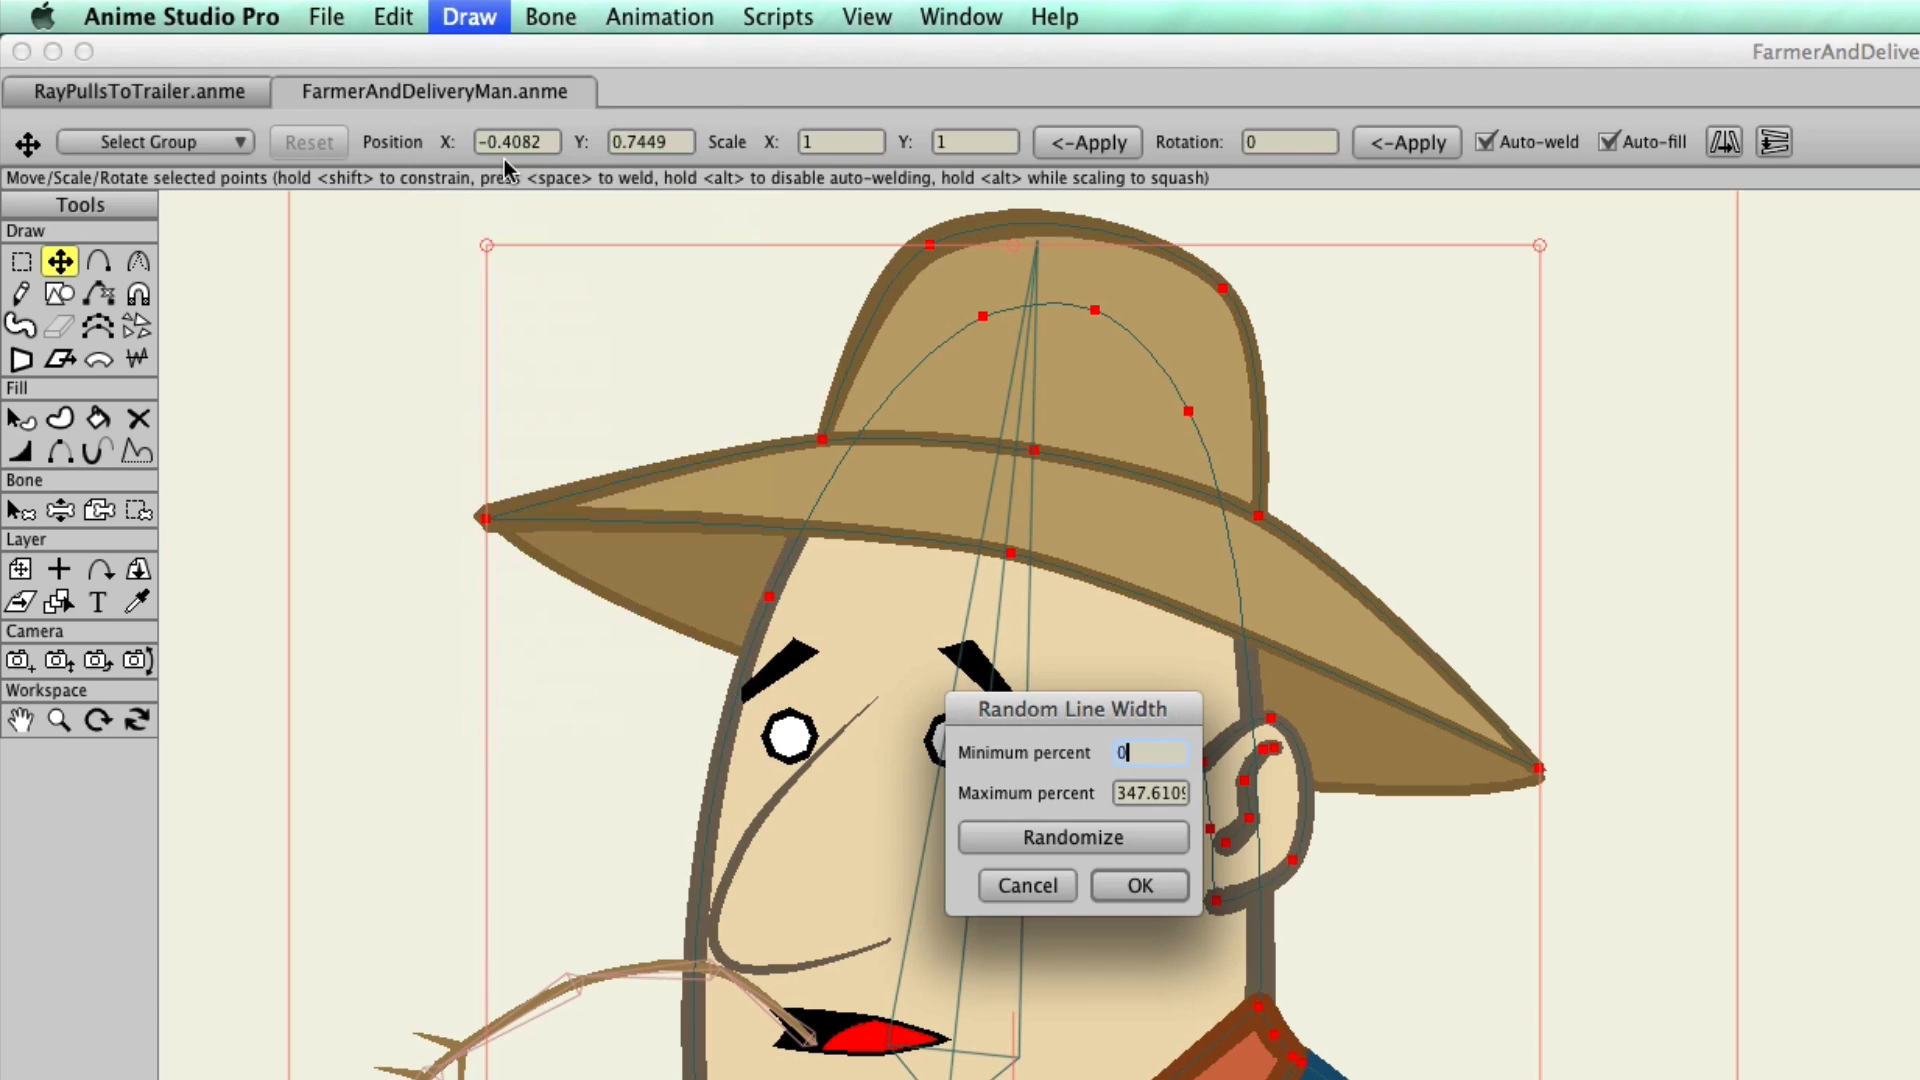 Anime Studio Pro File Edit Draw Bone Animation Scripts View Window Help
FarmerAndDelive
RayPullsToTrailer.anme FarmerAndDeliveryMan.anme
Select Group Reset Position X: -0.4082 Y: 0.7449 Scale X: 1 Y: 1 <-Apply Rotation: 0 <-Apply Auto-weld Auto-fill
Move/Scale/Rotate selected points (hold <shift> to constrain, press <space> to weld, hold <alt> to disable auto-welding, hold <alt> while scaling to squash)
Tools
Draw
Fill
Bone
Layer
T
Camera
Workspace
Random Line Width
Minimum percent 0
Maximum percent 347.6109
Randomize
Cancel OK